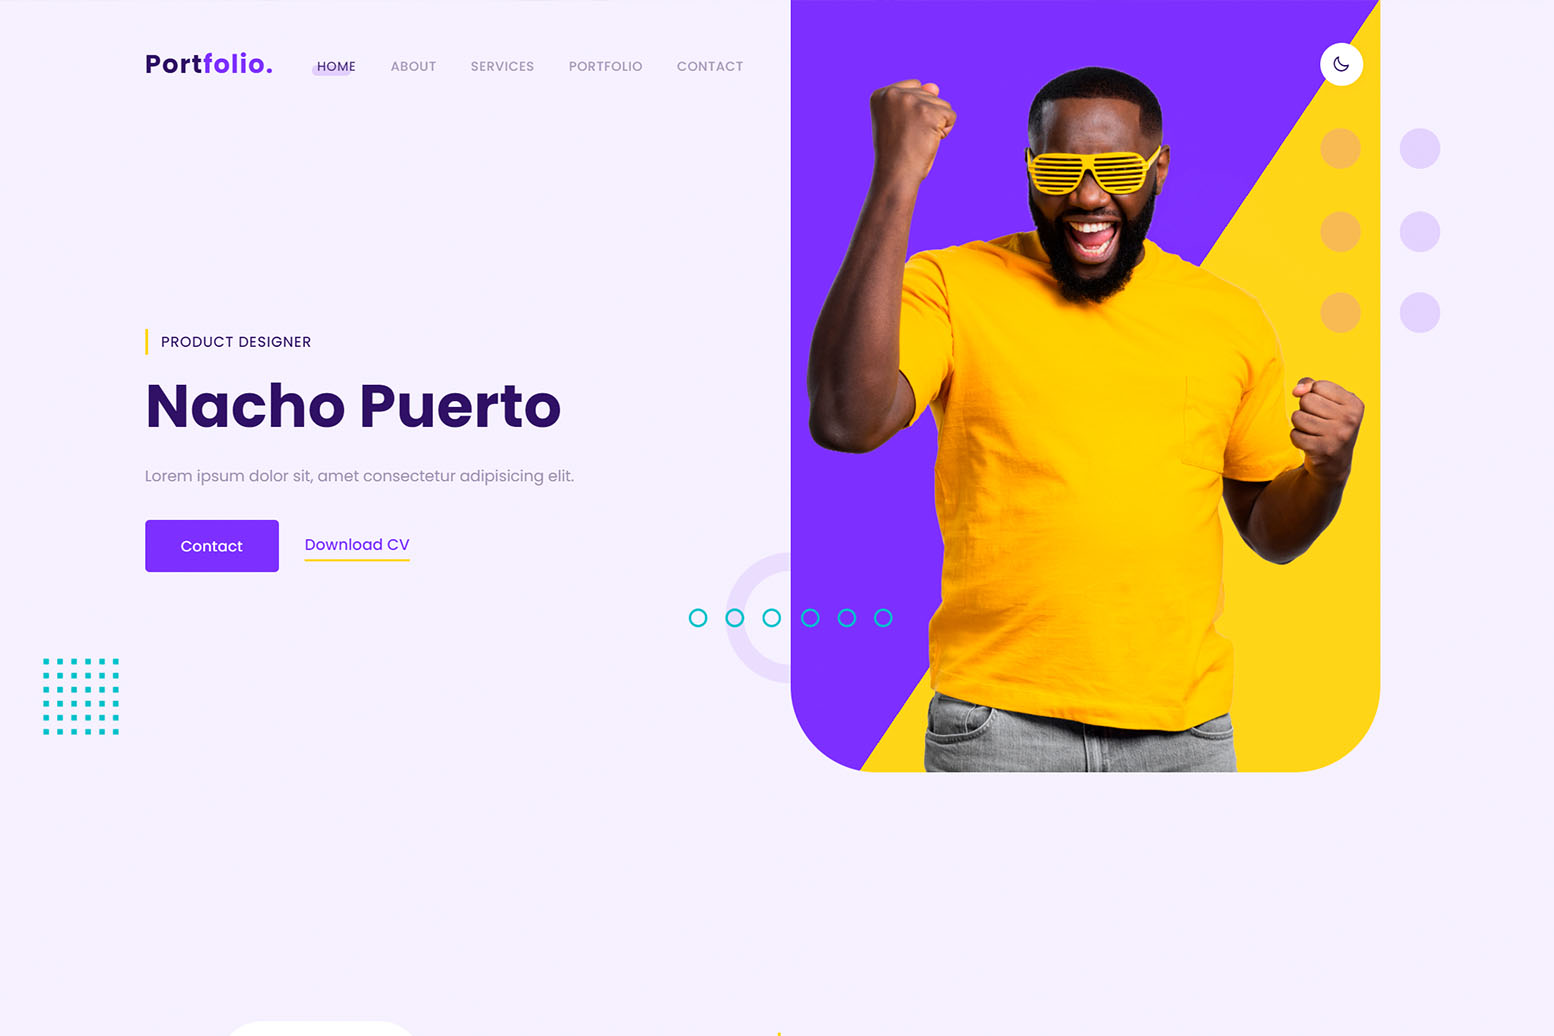 Portfolio. HOME ABOUT SERVICES PORTFOLIO CONTACT
PRODUCT DESIGNER
Nacho Puerto
Lorem ipsum dolor sit, amet consectetur adipisicing elit.
Contact Download CV